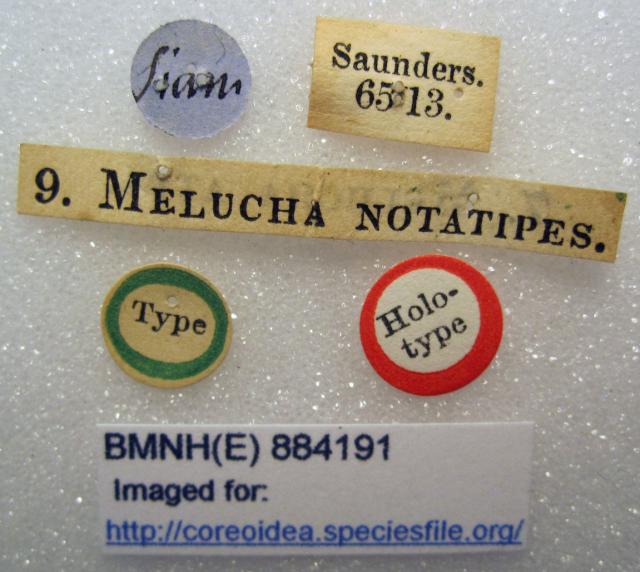 Siam
Saunders.
65 13.
9. MELUCHA NOTATIPES.
Type
Holo-
type
BMNH(E) 884191
Imaged for:
http://coreoidea.speciesfile.org/